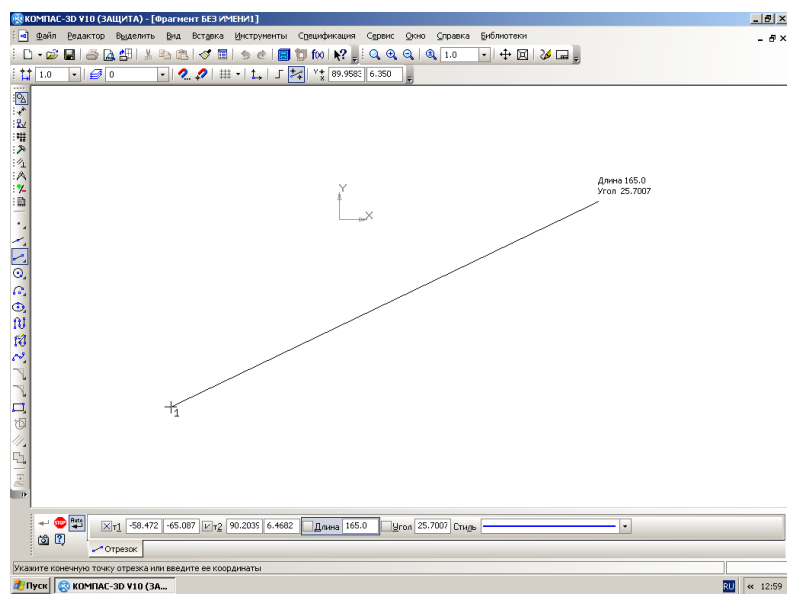 КОМПАС-3D V10 (ЗАЩИТА) - [Фрагмент БЕЗ ИМЕНИ1]
Файл Редактор Выделить Вид Вставка Инструменты Спецификация Сервис Окно Справка Библиотеки
f(x) 1.0
1.0 0 89.9583 6.350
Y
X
Длина 165.0
Угол 25.7007
1
STOP Auto т1 -58.472 -65.087 т2 90.2039 6.4682 Длина 165.0 Угол 25.7007 Стиль
Отрезок
Укажите конечную точку отрезка или введите ее координаты
Пуск КОМПАС-3D V10 (ЗА... RU « 12:59